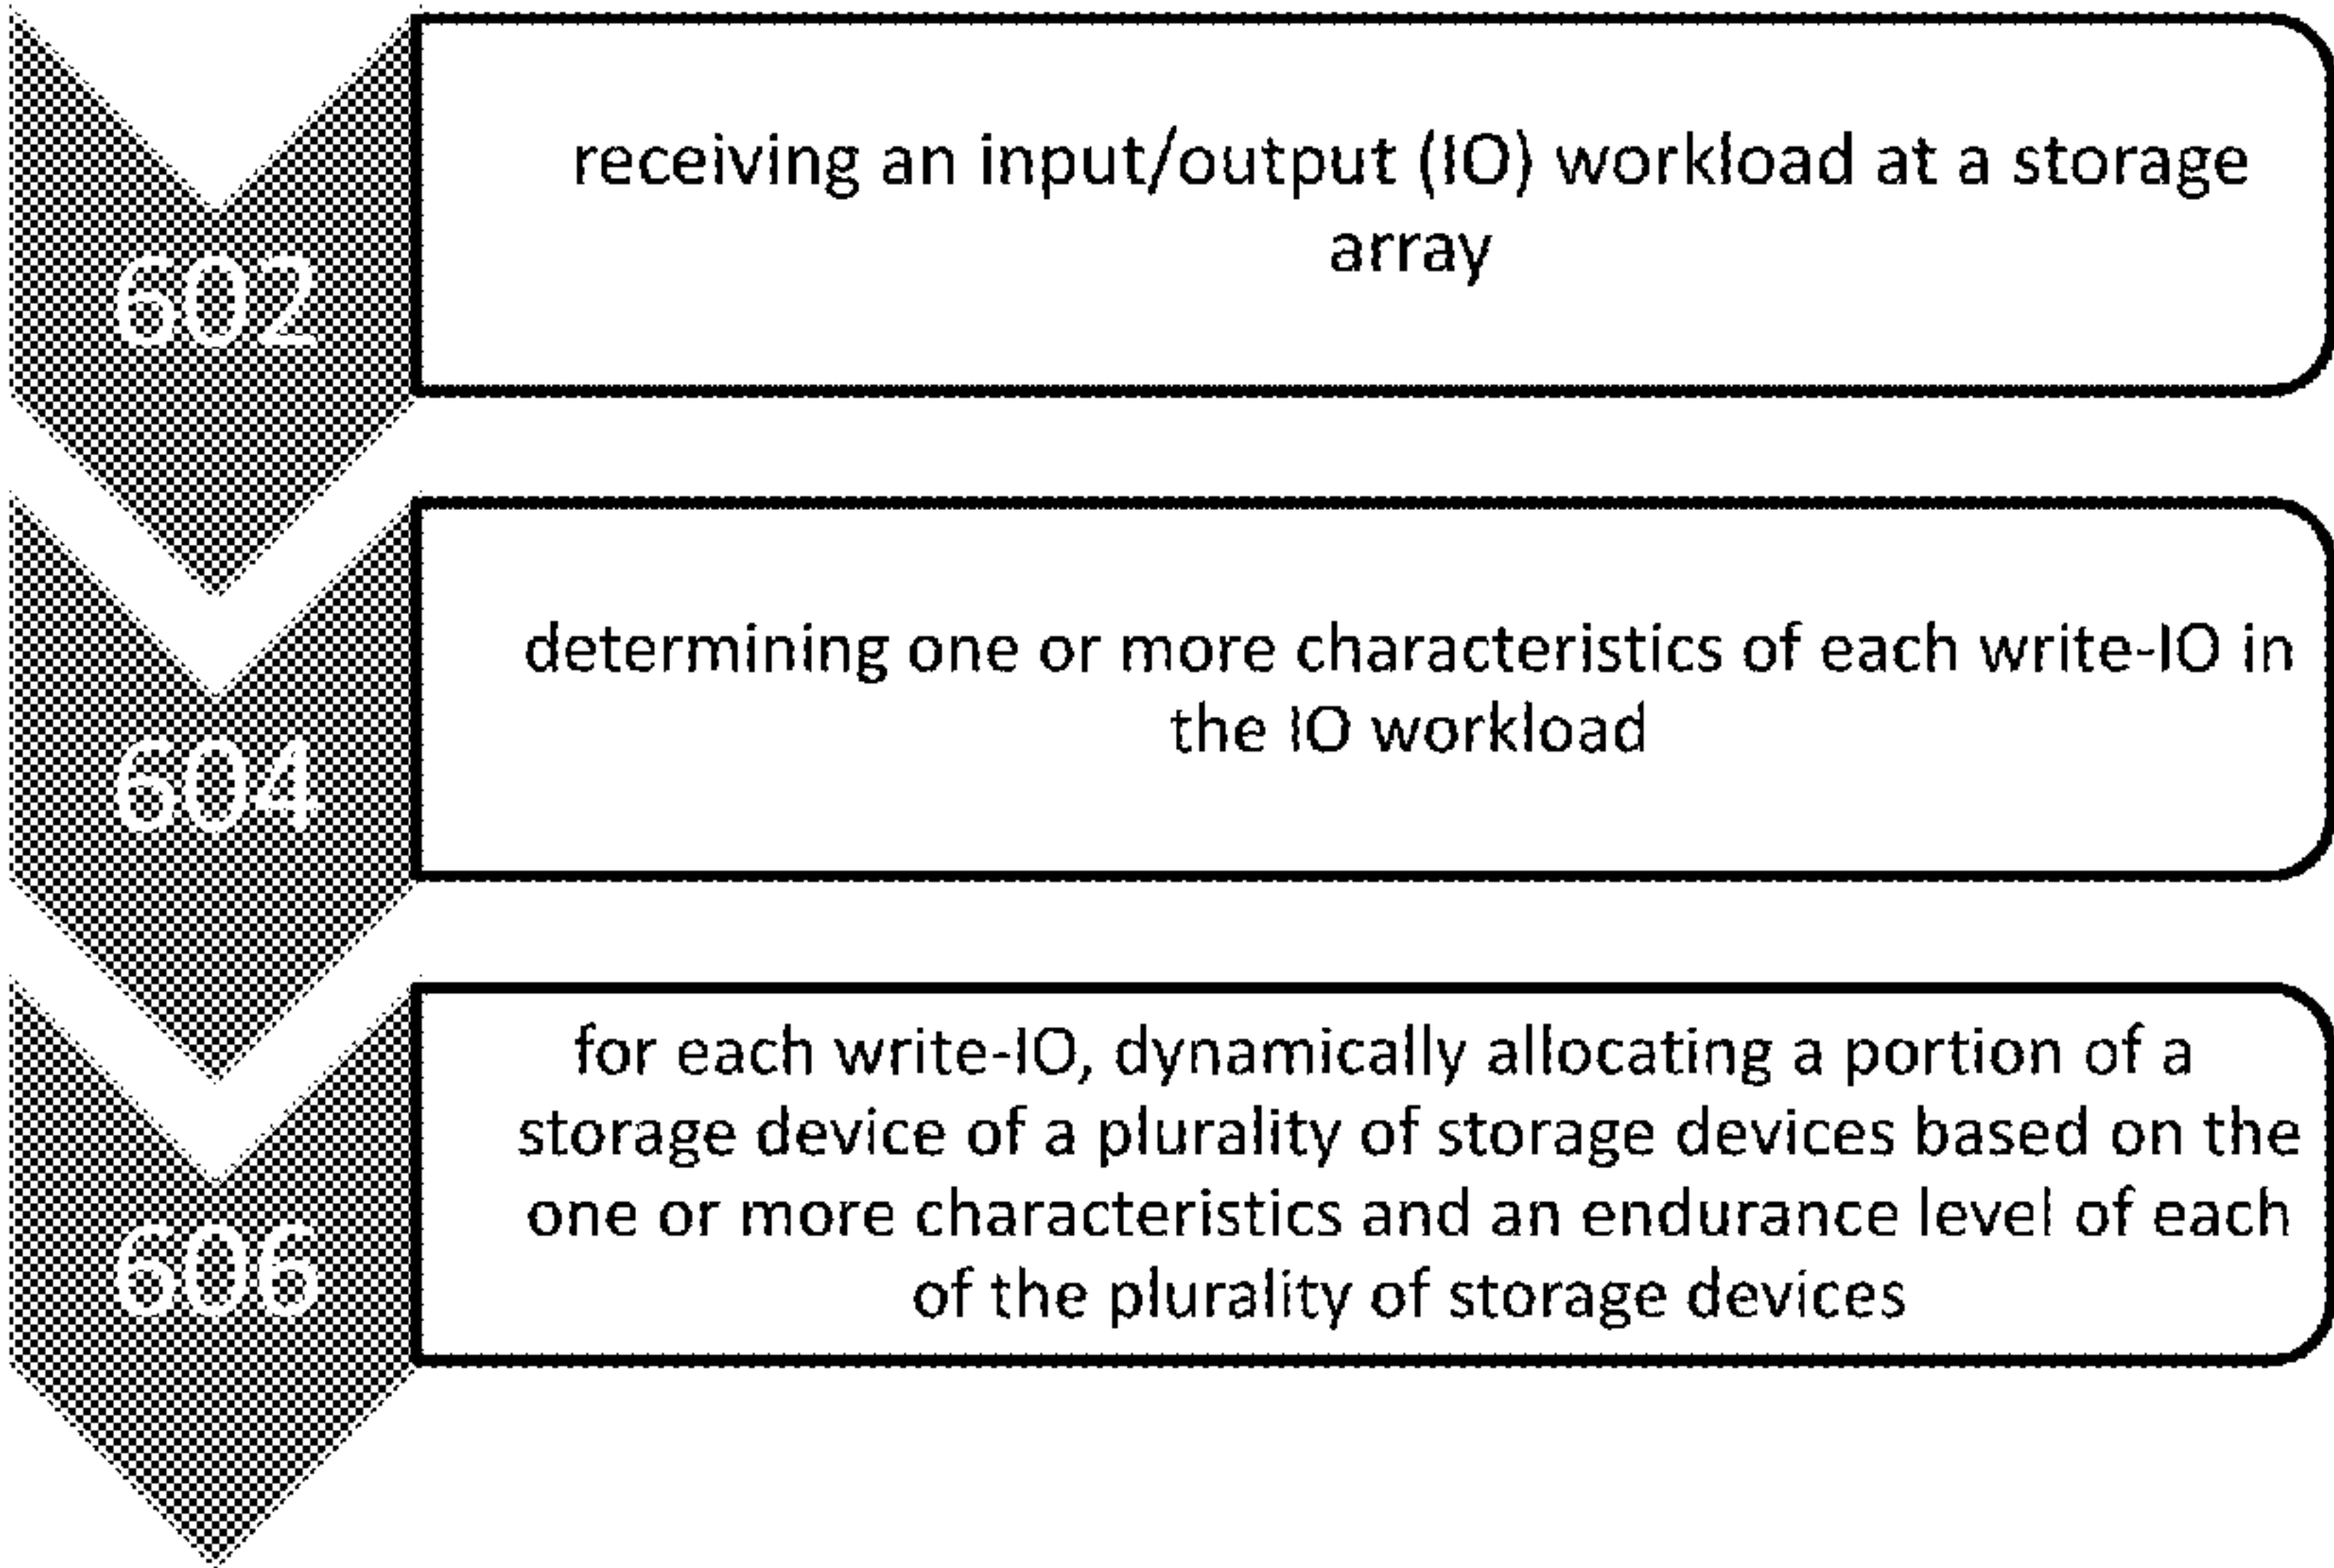 602
receiving an input/output (IO) workload at a storage
array
604
determining one or more characteristics of each write-IO in
the IO workload
606
for each write-IO, dynamically allocating a portion of a
storage device of a plurality of storage devices based on the
one or more characteristics and an endurance level of each
of the plurality of storage devices